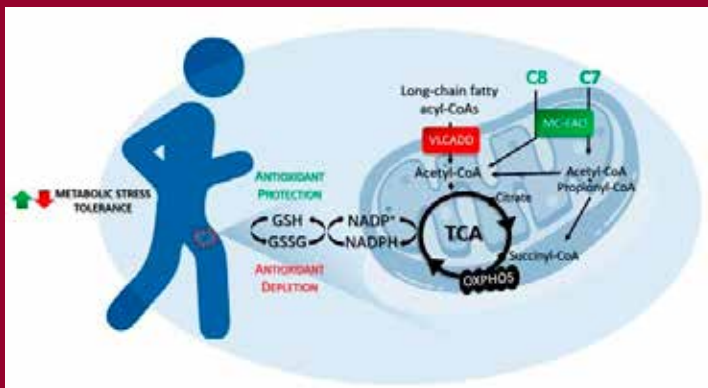 C8
C7
Long-chain fatty
acyl-CoAs
MC-FAO
VLCADD
Acetyl-CoA
Acetyl-CoA
Propionyl-CoA
METABOLIC STRESS
TOLERANCE
ANTIOXIDANT
PROTECTION
GSH
GSSG
NADP+
NADPH
TCA
Citrate
Succinyl-CoA
OXPHOS
ANTIOXIDANT
DEPLETION